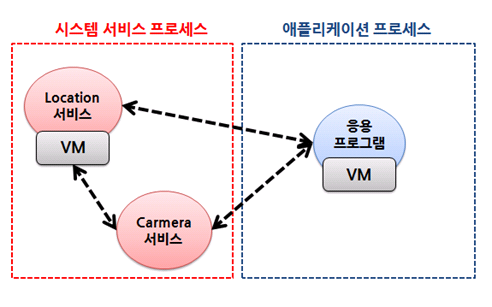 시스템 서비스 프로세스
애플리케이션 프로세스
Location
서비스
VM
응용
프로그램
VM
Carmera
서비스